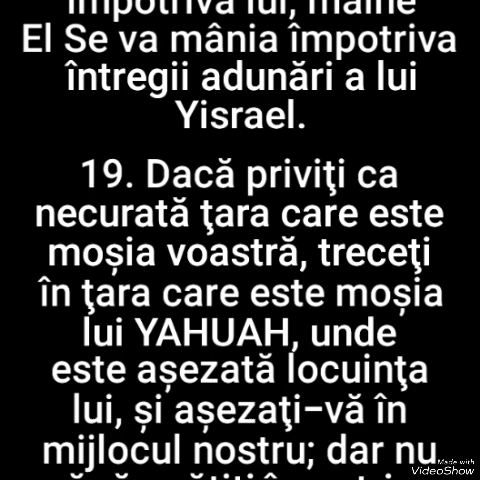 împotriva lui, mâine
El Se va mânia împotriva
întregii adunări a lui
Yisrael.
19. Dacă priviţi ca
necurată ţara care este
moșia voastră, treceţi
în ţara care este moșia
lui YAHUAH, unde
este așezată locuinţa
lui, și așezaţi-vă în
mijlocul nostru; dar nu
Made with
VideoShow